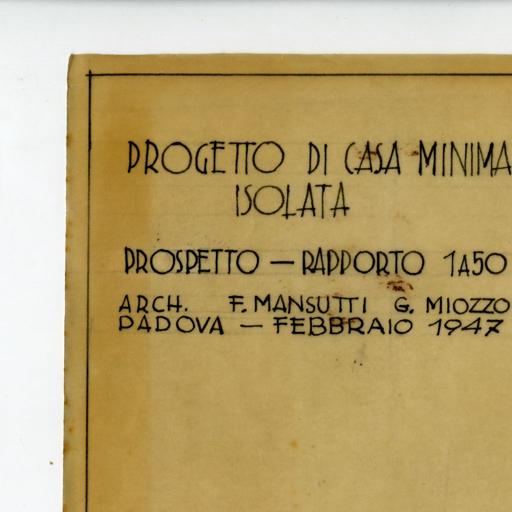 PROGETTO DI CASA MINIMA
ISOLATA
PROSPETTO — RAPPORTO 1A50
ARCH. F. MANSUTTI G. MIOZZO
PADOVA — FEBBRAIO 1947